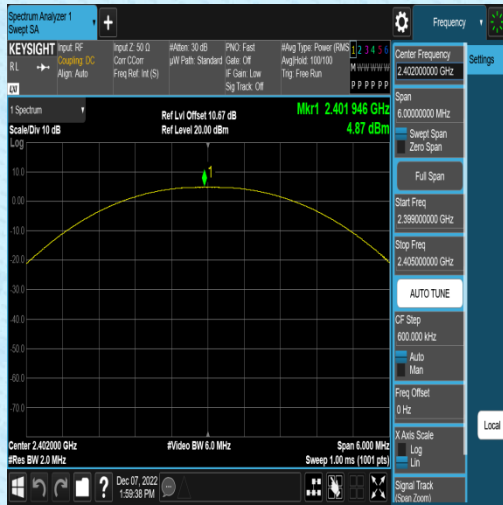 Spectrum Analyzer 1
Swept SA
Frequency
KEYSIGHT
RL
LXI
Input: RF
Coupling: DC
Align: Auto
Input Z: 50 Ω
Corr CCorr
Freq Ref: Int (S)
#Atten: 30 dB
µW Path: Standard
PNO: Fast
Gate: Off
IF Gain: Low
Sig Track: Off
#Avg Type: Power (RMS
Avg|Hold: 100/100
Trig: Free Run
1 2 3 4 5 6
M W W W W W
P P P P P P
1 Spectrum
Scale/Div 10 dB
Log
Ref Lvl Offset 10.67 dB
Ref Level 20.00 dBm
Mkr1 2.401 946 GHz
4.87 dBm
1
10.0
0.00
-10.0
-20.0
-30.0
-40.0
-50.0
-60.0
-70.0
Center 2.402000 GHz
#Res BW 2.0 MHz
#Video BW 6.0 MHz
Span 6.000 MHz
Sweep 1.00 ms (1001 pts)
Dec 07, 2022
1:59:38 PM
?
Center Frequency
2.402000000 GHz
Span
6.00000000 MHz
Swept Span
Zero Span
Full Span
Start Freq
2.399000000 GHz
Stop Freq
2.405000000 GHz
AUTO TUNE
CF Step
600.000 kHz
Auto
Man
Freq Offset
0 Hz
X Axis Scale
Log
Lin
Signal Track
(Span Zoom)
Settings
Local